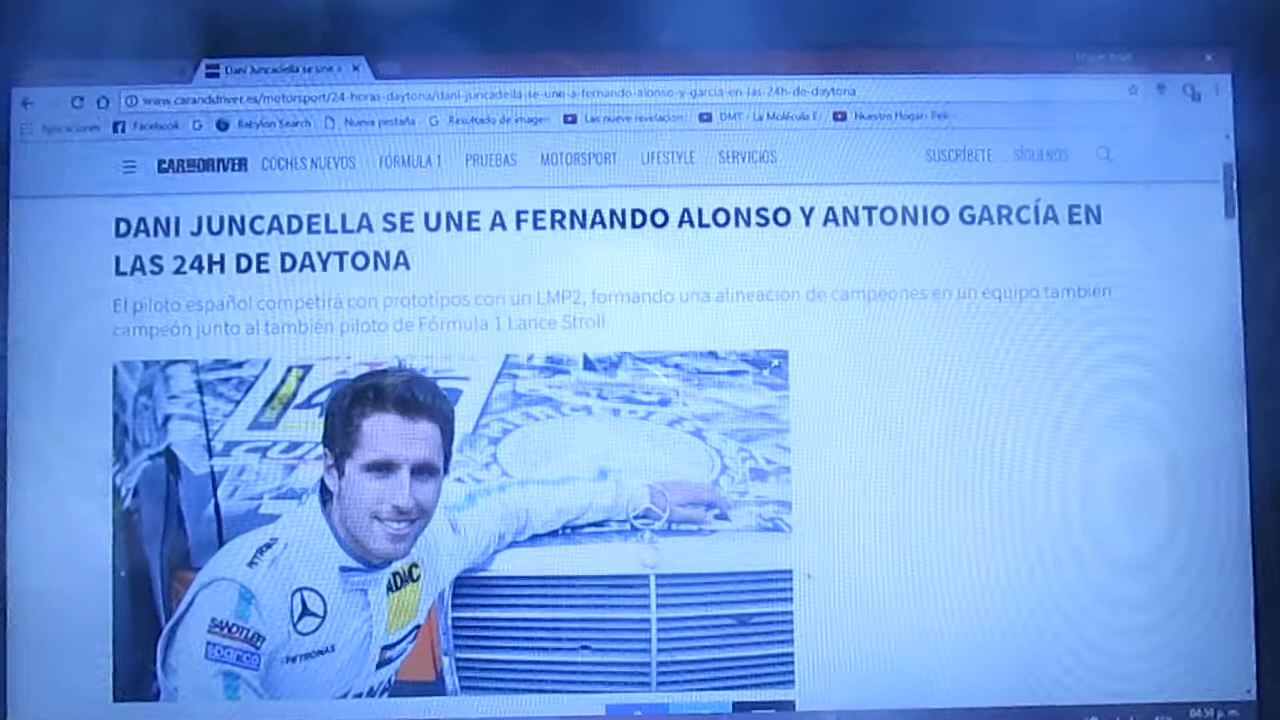 Dani Juncadella se une a
www.caranddriver.es/motorsport/24-horas-daytona/dani-juncadella-se-une-a-fernando-alonso-y-garcia-en-las-24h-de-daytona
Aplicaciones Facebook G Babylon Search Nueva pestaña Resultado de imagen Las nueve revelacion DMT - La Molécula E Nuestro Hogar
CAR AND DRIVER COCHES NUEVOS FÓRMULA 1 PRUEBAS MOTORSPORT LIFESTYLE SERVICIOS SUSCRÍBETE SÍGUENOS
DANI JUNCADELLA SE UNE A FERNANDO ALONSO Y ANTONIO GARCÍA EN
LAS 24H DE DAYTONA
El piloto español competirá con prototipos con un LMP2, formando una alineación de campeones en un equipo también
campeón junto al también piloto de Fórmula 1 Lance Stroll
PETRONAS
ADAC
SANDTLER
sparco
PETRONAS
04:59 p. m.